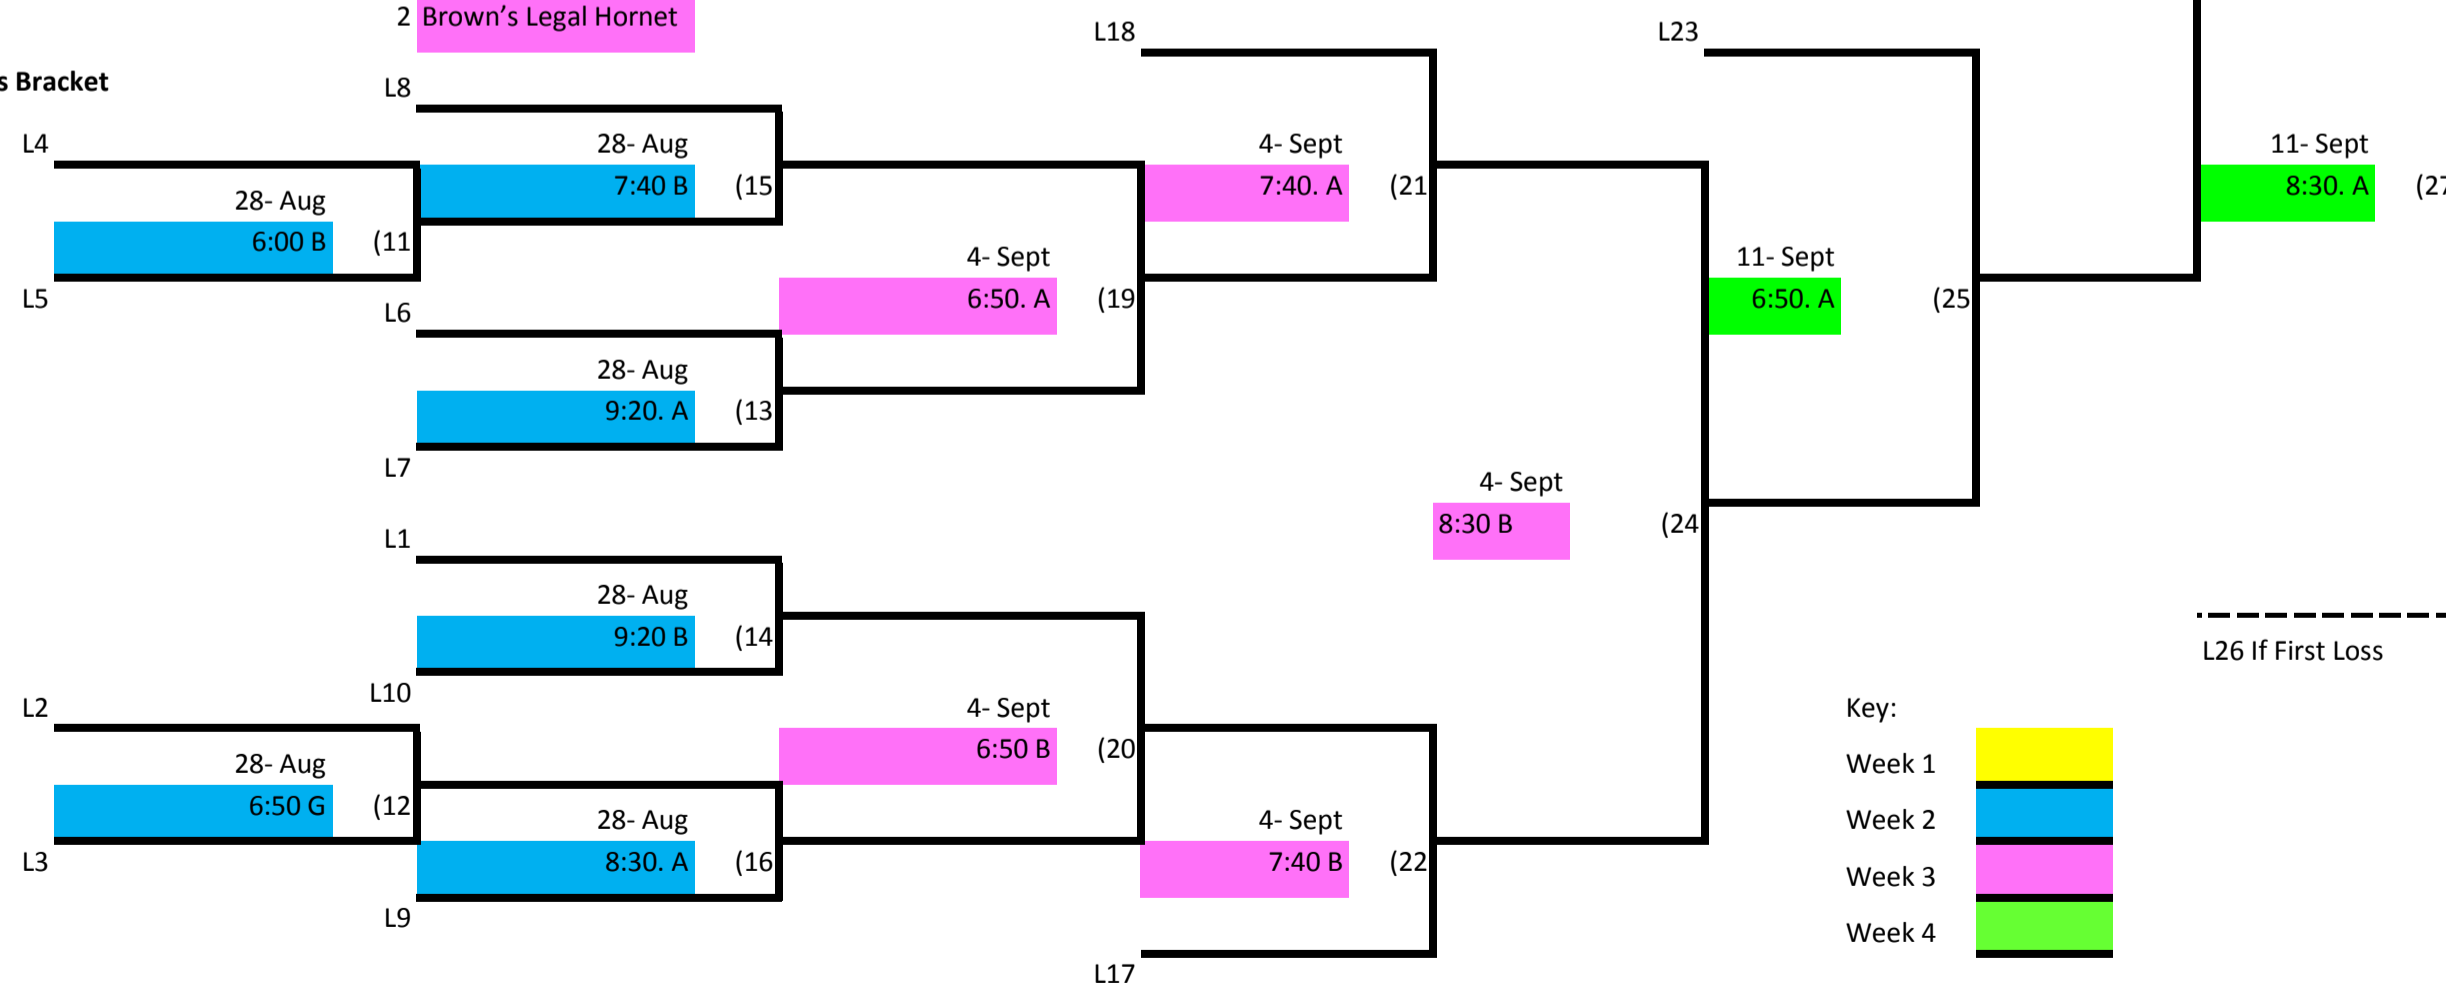 2 Brown's Legal Hornet
L18
L23
s Bracket
L8
L4
28- Aug
4- Sept
11- Sept
7:40 B (15
7:40. A (21
8:30. A (27
28- Aug
6:00 B (11
4- Sept
11- Sept
L5
L6
6:50. A (19
6:50. A (25
28- Aug
9:20. A (13
L7
4- Sept
8:30 B (24
L1
28- Aug
9:20 B (14
L26 If First Loss
L10
L2
4- Sept
Key:
6:50 B (20
28- Aug
Week 1
6:50 G (12
28- Aug
4- Sept
Week 2
L3
8:30. A (16
7:40 B (22
Week 3
L9
Week 4
L17